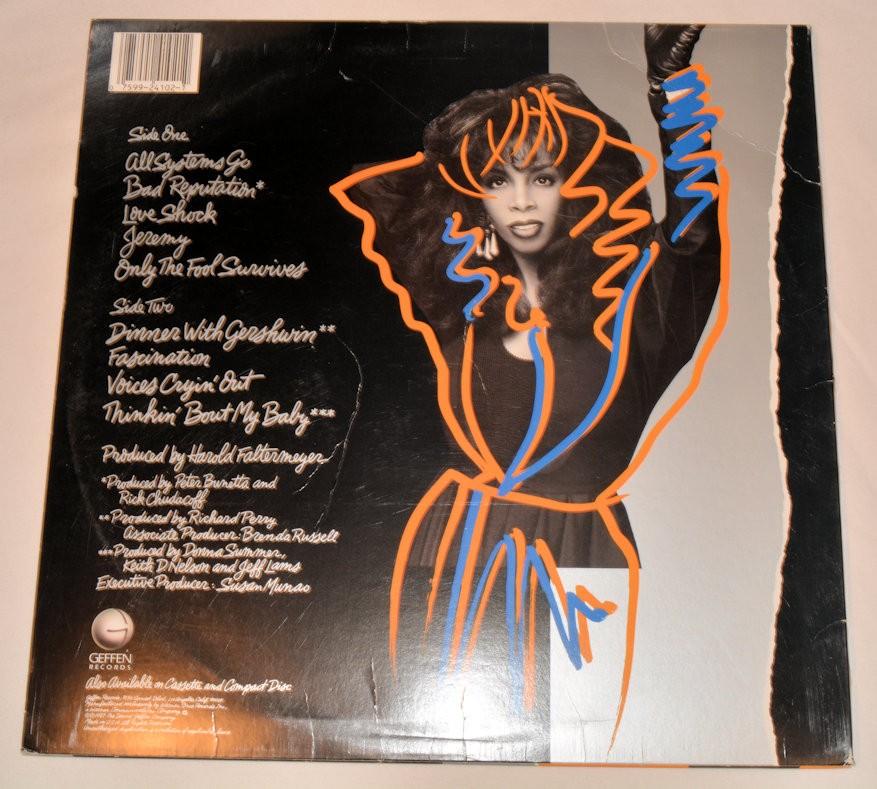 7599-24102-1
Side One
All Systems Go
Bad Reputation*
Love Shock
Jeremy
Only The Fool Survives
Side Two
Dinner With Gershwin**
Fascination
Voices Cryin' Out
Thinkin' Bout My Baby***
Produced by Harold Faltermeyer
*Produced by Peter Bunetta and
Rick Chudacoff
**Produced by Richard Perry
Associate Producer: Brenda Russell
***Produced by Donna Summer,
Keith D Nelson and Jeff Lams
Executive Producer: Susan Munao
GEFFEN
RECORDS
Also Available on Cassette and Compact Disc